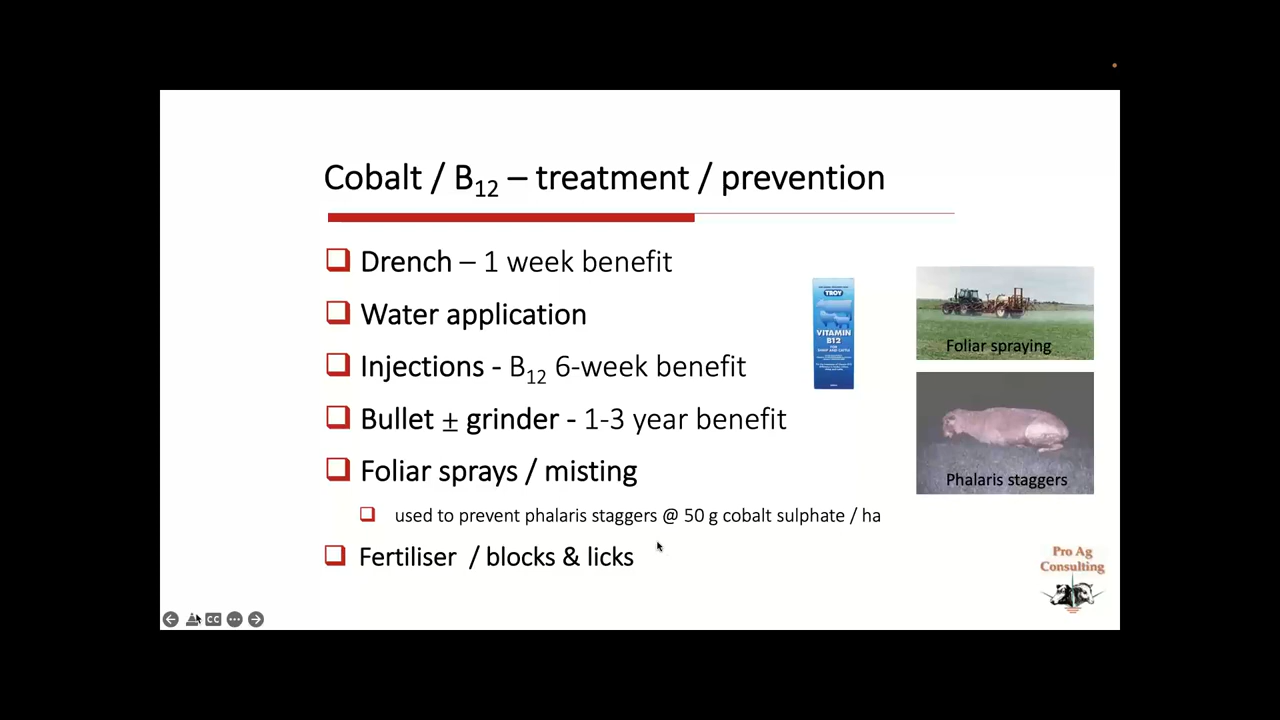 Cobalt / B12 – treatment / prevention
Drench – 1 week benefit
Water application
Injections - B12 6-week benefit
Bullet ± grinder - 1-3 year benefit
Foliar sprays / misting
used to prevent phalaris staggers @ 50 g cobalt sulphate / ha
Fertiliser / blocks & licks
TROY
VITAMIN
B12
Foliar spraying
Phalaris staggers
Pro Ag
Consulting
CC